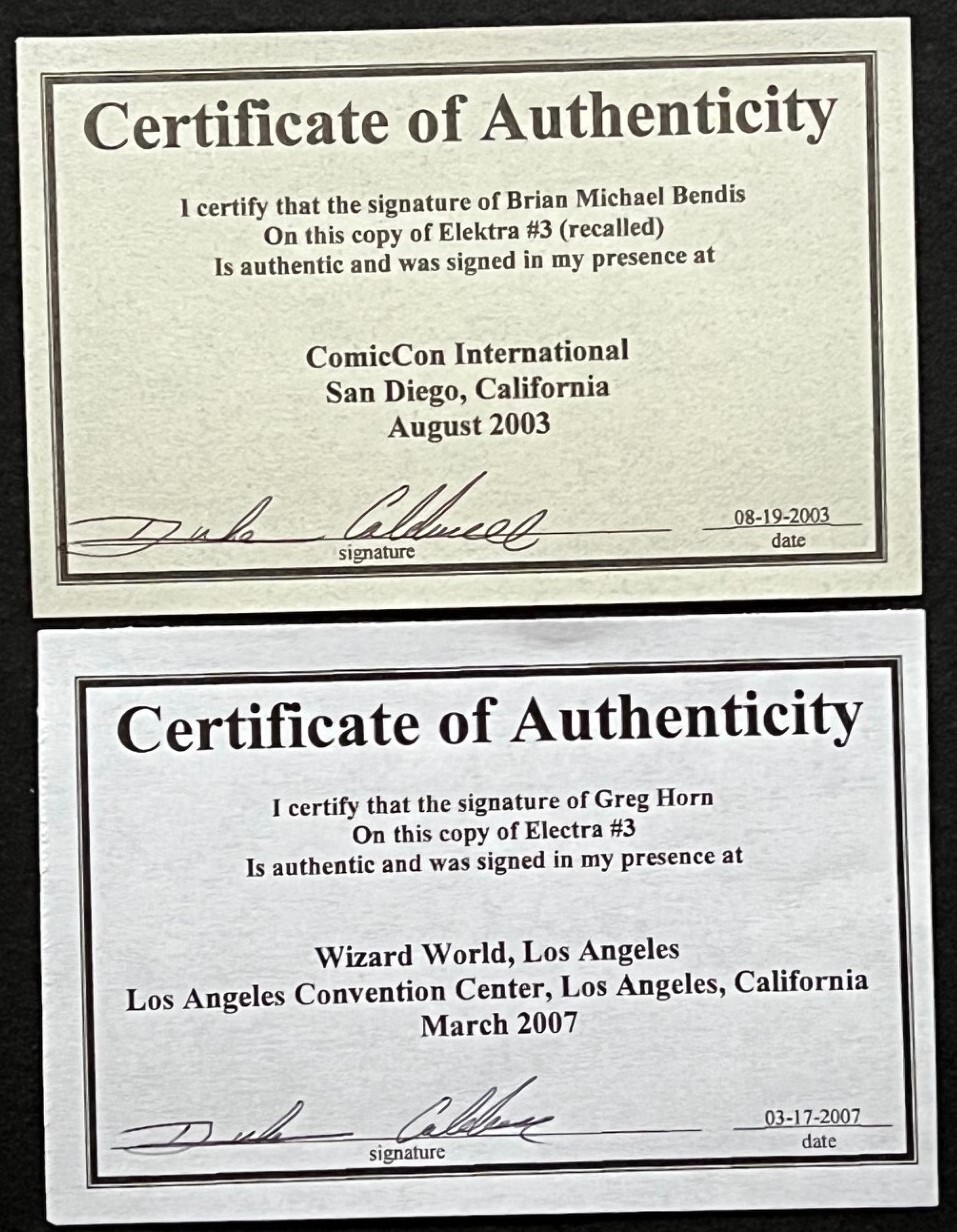 Certificate of Authenticity
I certify that the signature of Brian Michael Bendis
On this copy of Elektra #3 (recalled)
Is authentic and was signed in my presence at
ComicCon International
San Diego, California
August 2003
Duke Caldwell
08-19-2003
signature
date
Certificate of Authenticity
I certify that the signature of Greg Horn
On this copy of Electra #3
Is authentic and was signed in my presence at
Wizard World, Los Angeles
Los Angeles Convention Center, Los Angeles, California
March 2007
Duke Caldwell
03-17-2007
signature
date